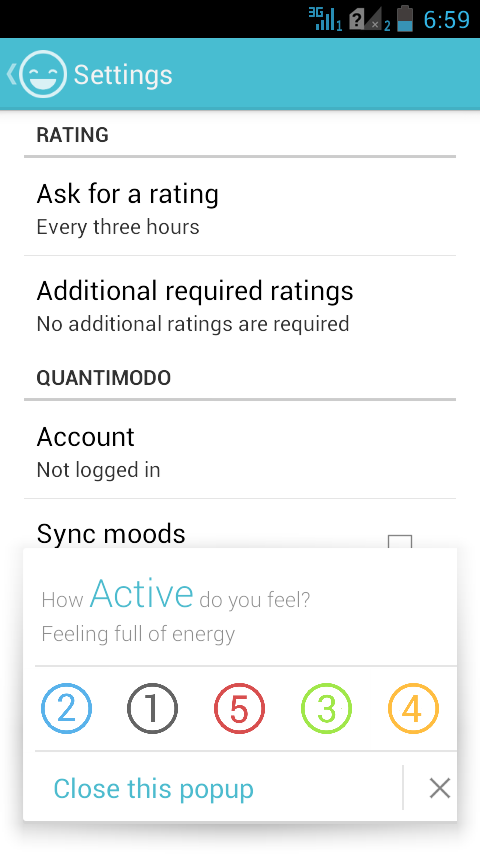 3G 1 ? 2 6:59
Settings
RATING
Ask for a rating
Every three hours
Additional required ratings
No additional ratings are required
QUANTIMODO
Account
Not logged in
Sync moods
How Active do you feel?
Feeling full of energy
2 1 5 3 4
Close this popup